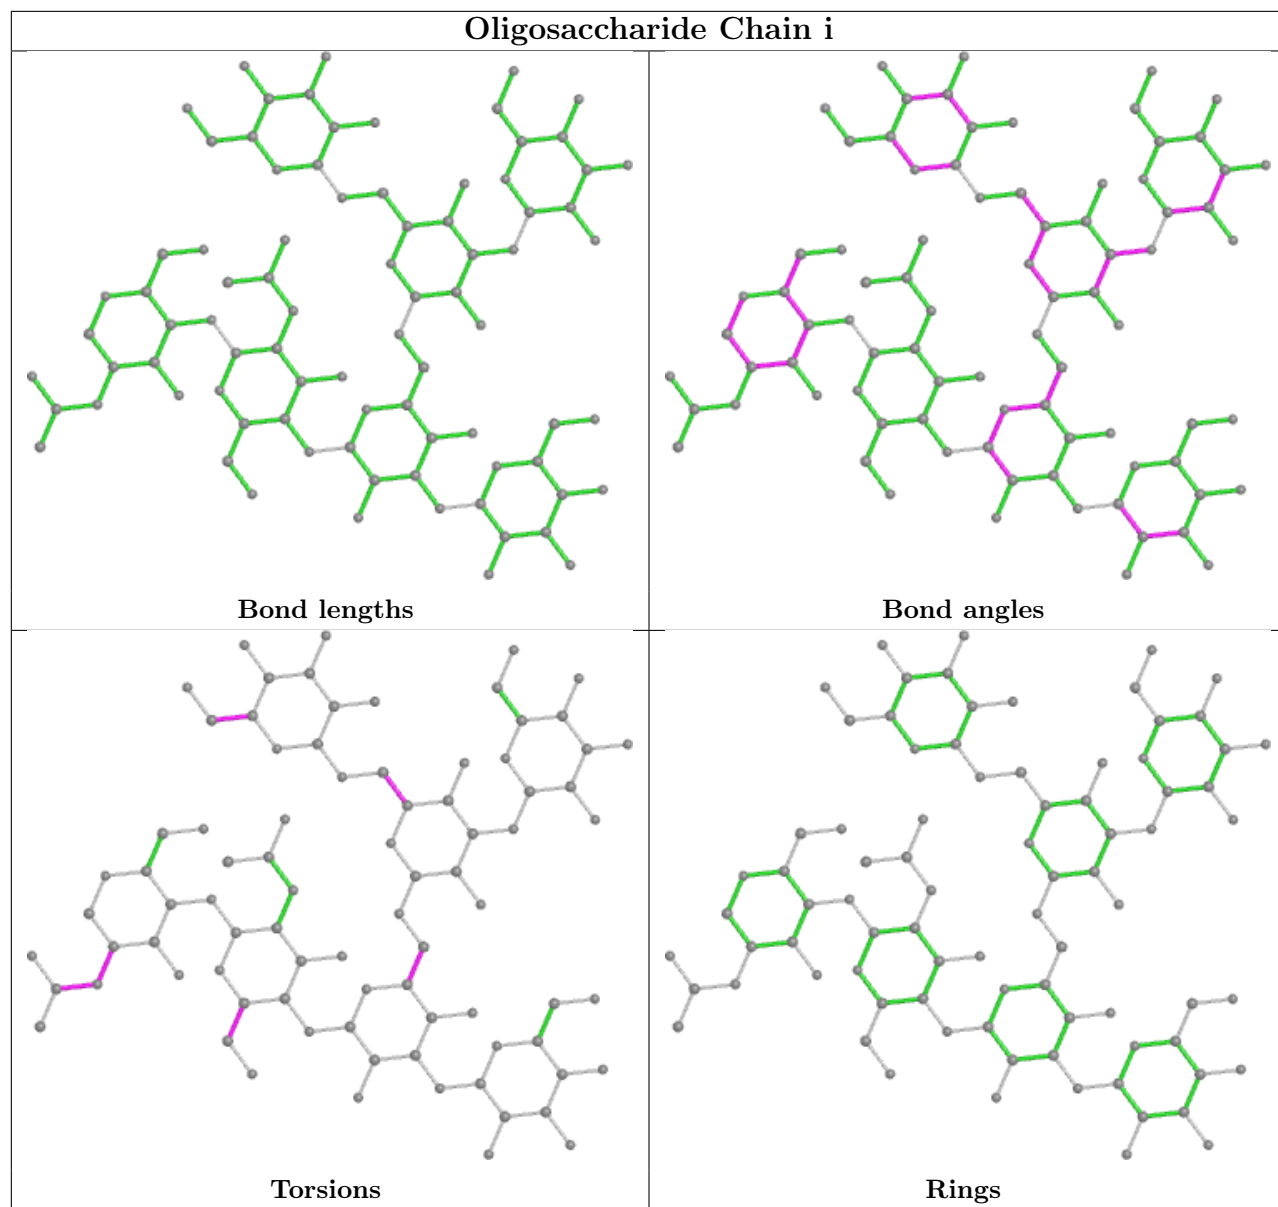 Oligosaccharide Chain i
Bond lengths
Bond angles
Torsions
Rings